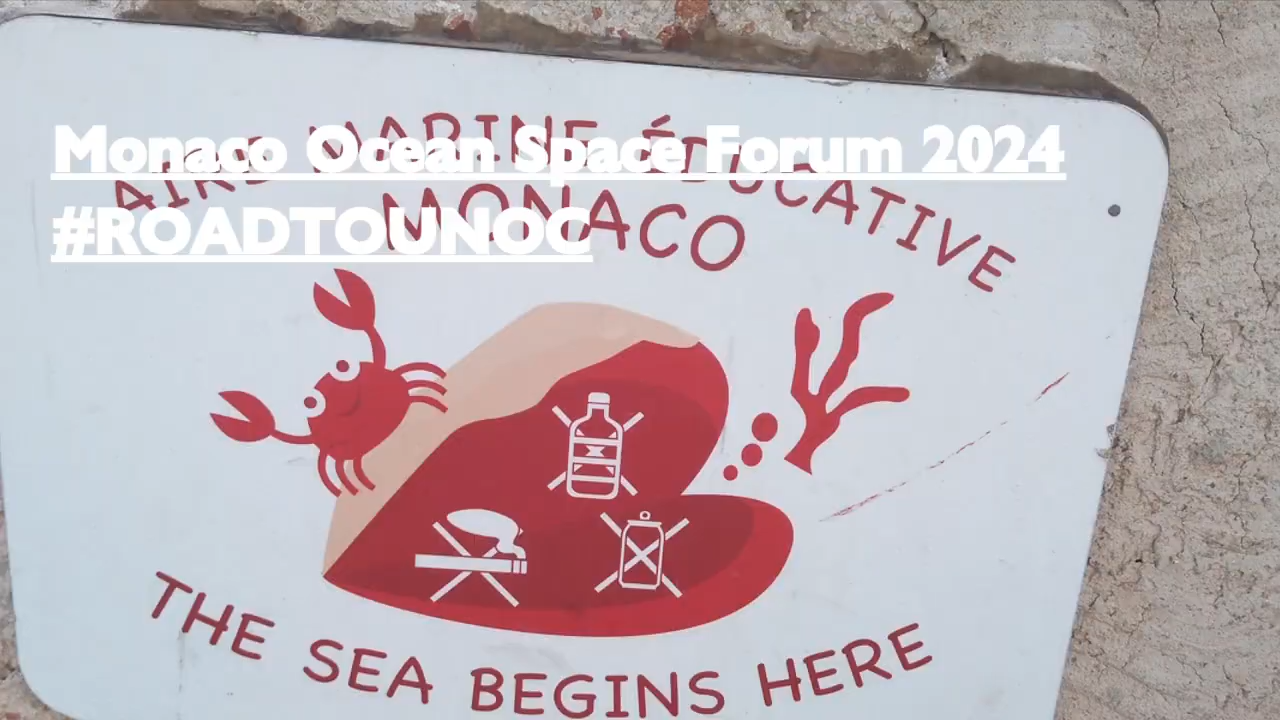 Monaco Ocean Space Forum 2024
#ROADTOUNOC
AIRE MARINE ÉDUCATIVE
MONACO
THE SEA BEGINS HERE